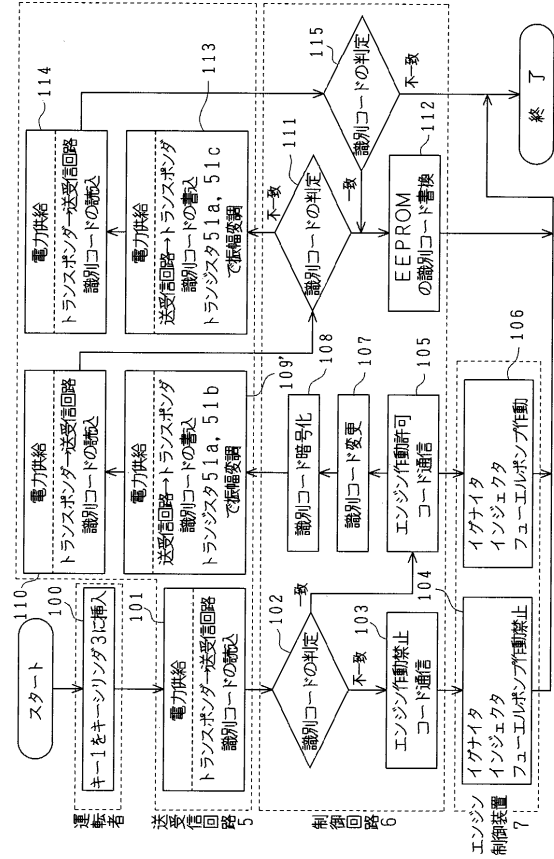 スタート
100
キー1をキーシリンダ3に挿入
運転者
101
電力供給
トランスポンダ→送受信回路
識別コードの読込
送受信回路5
102
識別コードの判定
一致
不一致
103
エンジン作動禁止
コード通信
制御回路6
104
イグナイタ
インジェクタ
フューエルポンプ作動禁止
エンジン
制御装置
7
105
エンジン作動許可
コード通信
106
イグナイタ
インジェクタ
フューエルポンプ作動
107
識別コード変更
108
識別コード暗号化
109'
電力供給
送受信回路→トランスポンダ
識別コードの書込
トランジスタ51a,51b
で振幅変調
110
電力供給
トランスポンダ→送受信回路
識別コードの読込
111
識別コードの判定
不一致
一致
112
EEPROM
の識別コード書換
113
電力供給
送受信回路→トランスポンダ
識別コードの書込
トランジスタ51a,51c
で振幅変調
114
電力供給
トランスポンダ→送受信回路
識別コードの読込
115
識別コードの判定
一致
不一致
終了